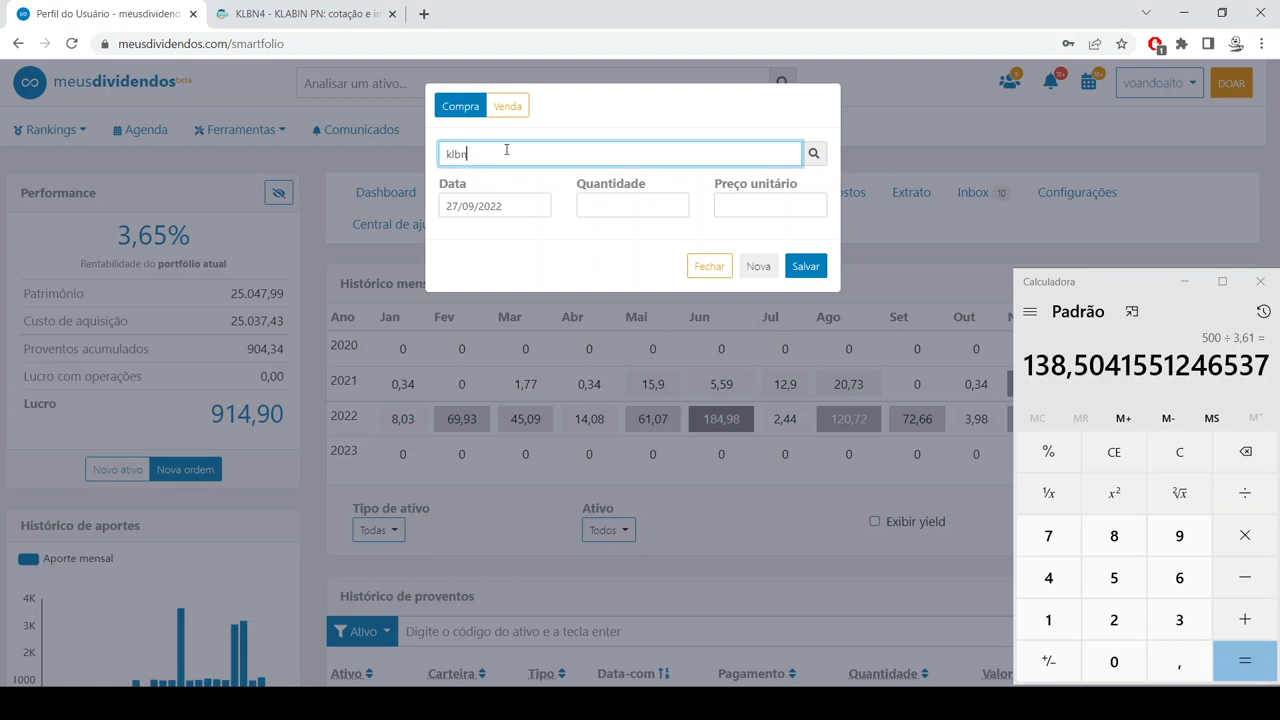 Perfil do Usuário - meusdividend
KLBN4 - KLABIN PN: cotação e in
meusdividendos.com/smartfolio
1
meusdividendos beta
Analisar um ativo...
9
10+
10+
voandoalto
DOAR
Rankings
Agenda
Ferramentas
Comunicados
Compra
Venda
klbn
Data
Quantidade
Preço unitário
27/09/2022
Fechar
Nova
Salvar
Performance
3,65%
Rentabilidade do portfólio atual
Patrimônio 25.047,99
Custo de aquisição 25.037,43
Proventos acumulados 904,34
Lucro com operações 0,00
Lucro 914,90
Novo ativo
Nova ordem
Histórico de aportes
Aporte mensal
4K
3K
2K
1000
Dashboard
ostos
Extrato
Inbox 10
Configurações
Central de aju
Histórico mens
Ano Jan Fev Mar Abr Mai Jun Jul Ago Set Out N
2020 0 0 0 0 0 0 0 0 0 0
2021 0,34 0 1,77 0,34 15,9 5,59 12,9 20,73 0 0,34
2022 8,03 69,93 45,09 14,08 61,07 184,98 2,44 120,72 72,66 3,98
2023 0 0 0 0 0 0 0 0 0 0
Tipo de ativo
Ativo
Todas
Todos
Exibir yield
Histórico de proventos
Ativo
Digite o código do ativo e a tecla enter
Ativo Carteira Tipo Data-com Pagamento Quantidade Valor
Calculadora
Padrão
500 ÷ 3,61 =
138,5041551246537
MC MR M+ M- MS M˅
% CE C
¹/x x² ²√x ÷
7 8 9 ×
4 5 6 −
1 2 3 +
+/− 0 , =